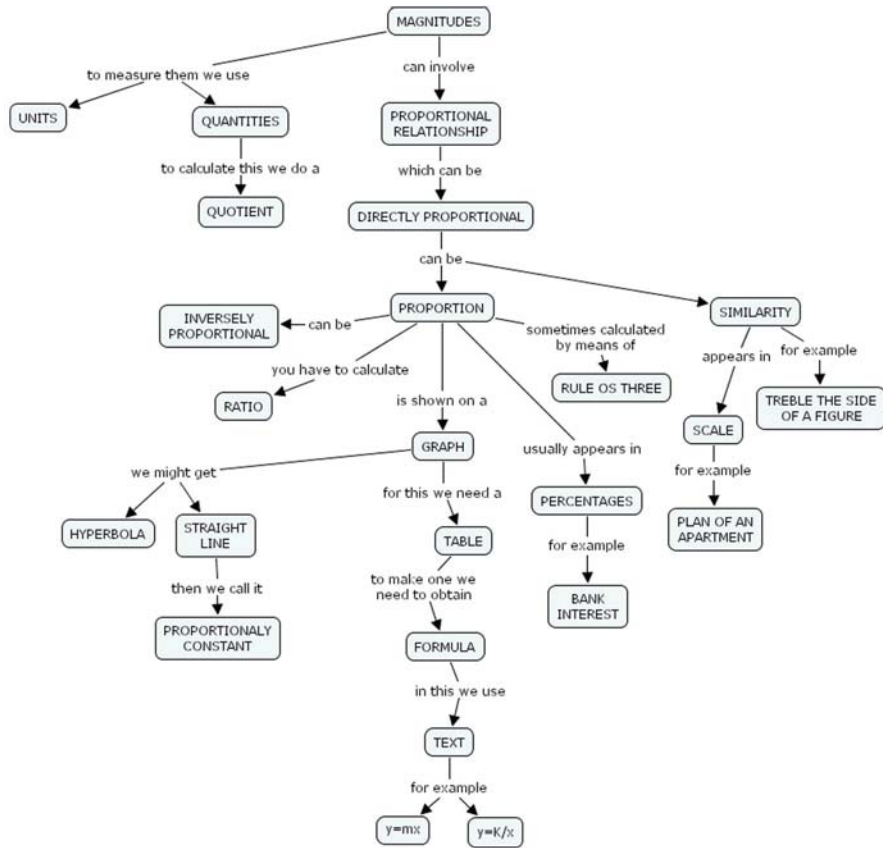 MAGNITUDES
to measure them we use
can involve
UNITS
QUANTITIES
PROPORTIONAL
RELATIONSHIP
to calculate this we do a
which can be
QUOTIENT
DIRECTLY PROPORTIONAL
can be
INVERSELY
PROPORTIONAL
can be
PROPORTION
SIMILARITY
sometimes calculated
by means of
appears in
for example
you have to calculate
RATIO
is shown on a
RULE OS THREE
TREBLE THE SIDE
OF A FIGURE
SCALE
GRAPH
usually appears in
for example
we might get
for this we need a
PERCENTAGES
PLAN OF AN
APARTMENT
HYPERBOLA
STRAIGHT
LINE
TABLE
for example
then we call it
to make one we
need to obtain
BANK
INTEREST
PROPORTIONALY
CONSTANT
FORMULA
in this we use
TEXT
for example
y=mx
y=K/x